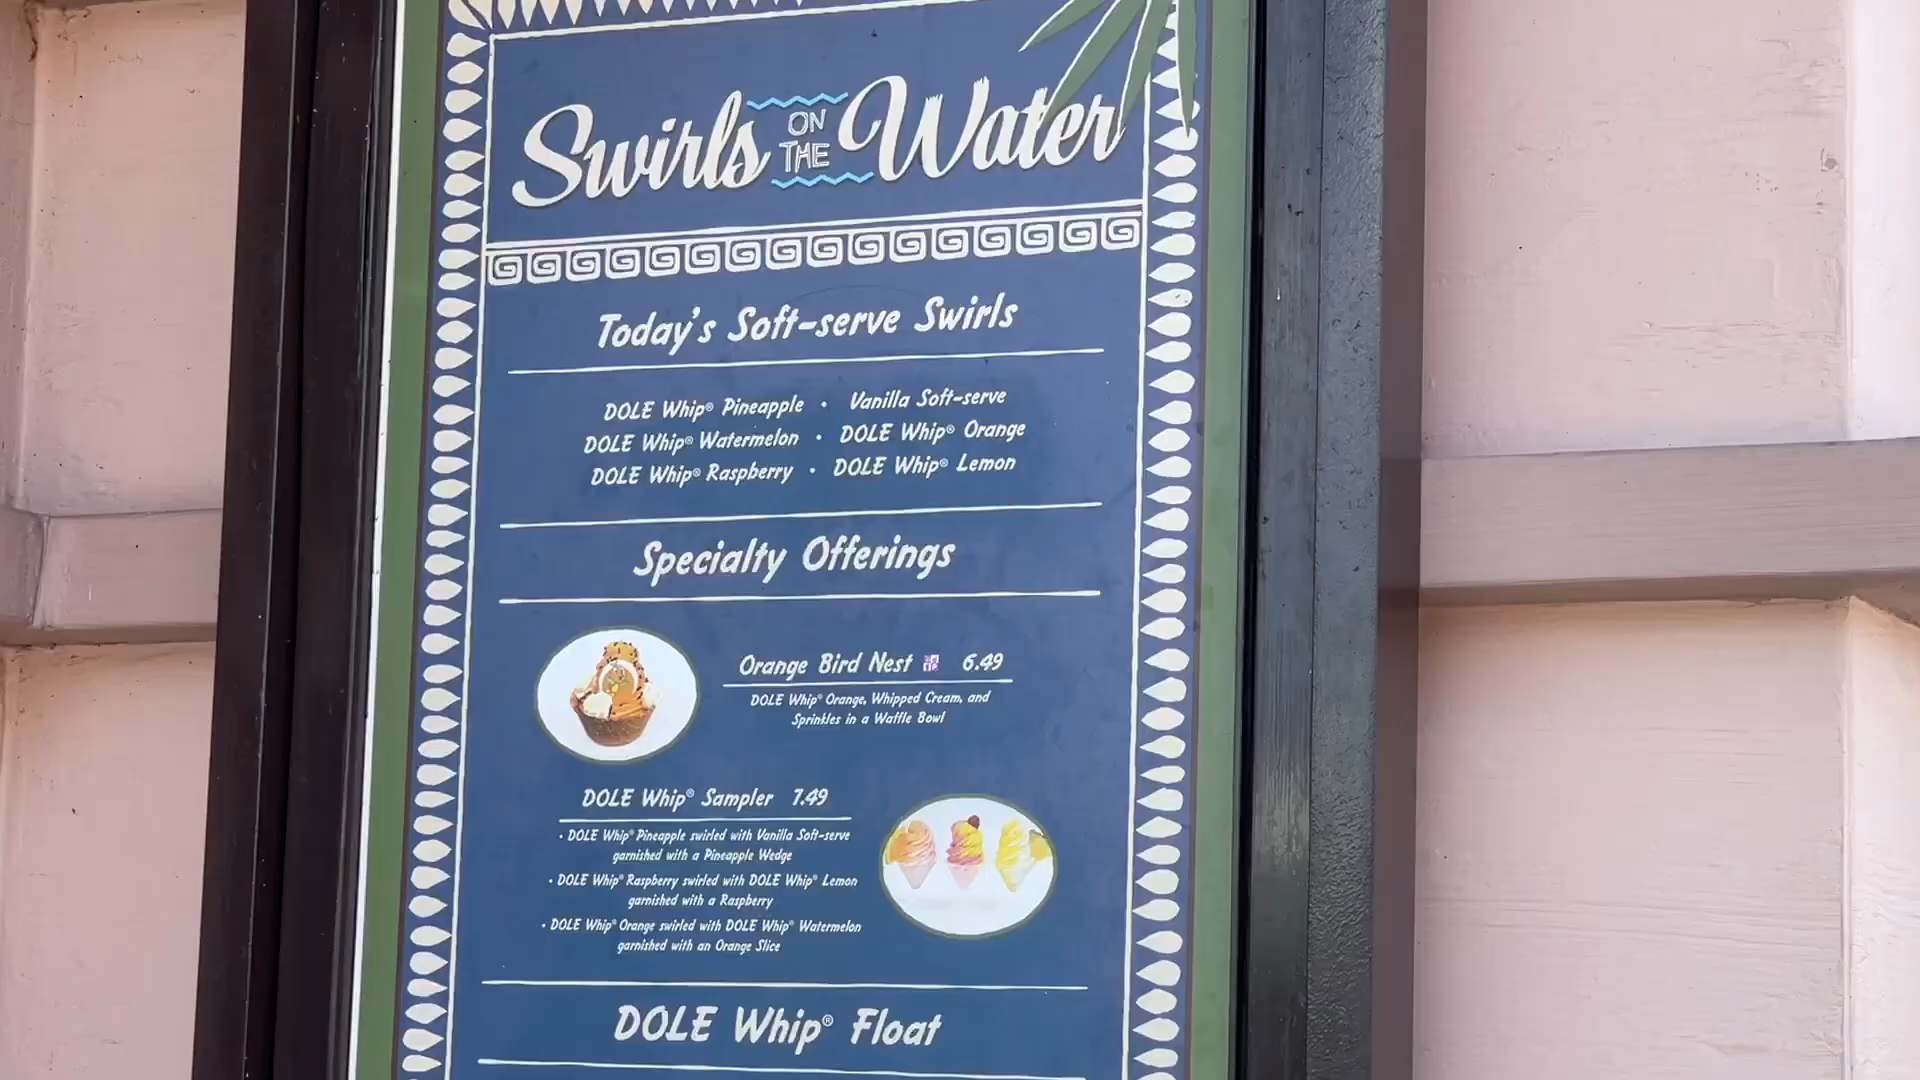 Swirls ON THE Water
Today's Soft-serve Swirls
DOLE Whip® Pineapple • Vanilla Soft-serve
DOLE Whip® Watermelon • DOLE Whip® Orange
DOLE Whip® Raspberry • DOLE Whip® Lemon
Specialty Offerings
Orange Bird Nest 6.49
DOLE Whip® Orange, Whipped Cream, and
Sprinkles in a Waffle Bowl
DOLE Whip® Sampler 7.49
• DOLE Whip® Pineapple swirled with Vanilla Soft-serve
garnished with a Pineapple Wedge
• DOLE Whip® Raspberry swirled with DOLE Whip® Lemon
garnished with a Raspberry
• DOLE Whip® Orange swirled with DOLE Whip® Watermelon
garnished with an Orange Slice
DOLE Whip® Float